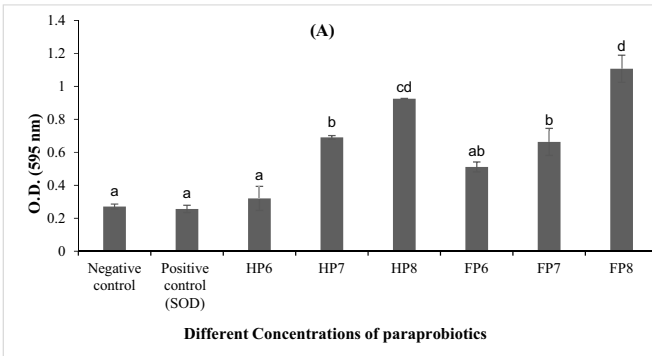 (A)
1.4
1.2
1
0.8
0.6
0.4
0.2
0
O.D. (595 nm)
a
a
a
b
cd
ab
b
d
Negative
control
Positive
control
(SOD)
HP6
HP7
HP8
FP6
FP7
FP8
Different Concentrations of paraprobiotics